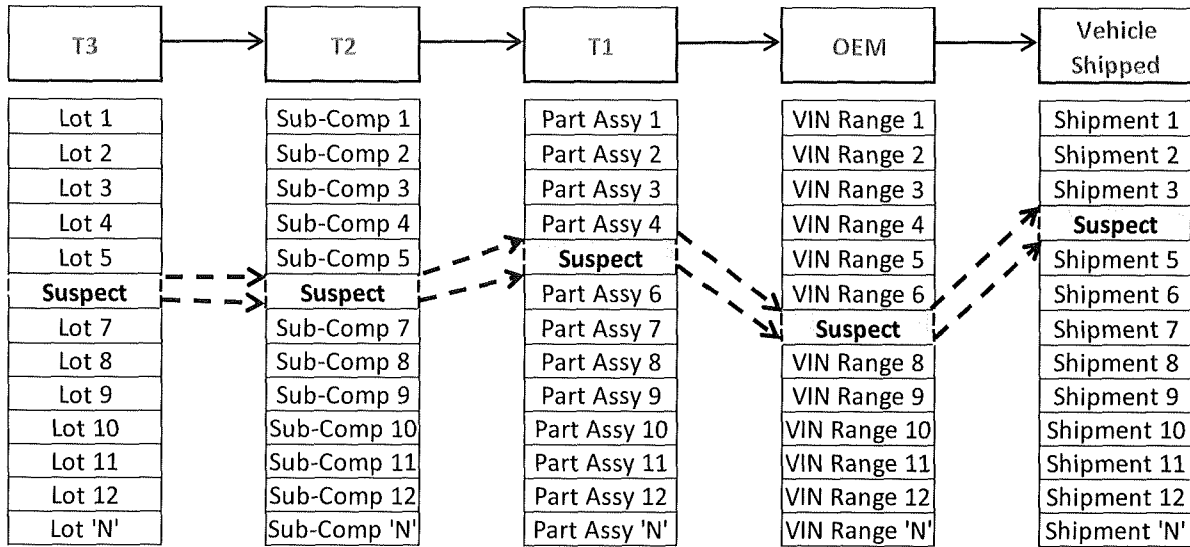 T3
T2
T1
OEM
Vehicle
Shipped
Lot 1
Lot 2
Lot 3
Lot 4
Lot 5
Suspect
Lot 7
Lot 8
Lot 9
Lot 10
Lot 11
Lot 12
Lot 'N'
Sub-Comp 1
Sub-Comp 2
Sub-Comp 3
Sub-Comp 4
Sub-Comp 5
Suspect
Sub-Comp 7
Sub-Comp 8
Sub-Comp 9
Sub-Comp 10
Sub-Comp 11
Sub-Comp 12
Sub-Comp 'N'
Part Assy 1
Part Assy 2
Part Assy 3
Part Assy 4
Suspect
Part Assy 6
Part Assy 7
Part Assy 8
Part Assy 9
Part Assy 10
Part Assy 11
Part Assy 12
Part Assy 'N'
VIN Range 1
VIN Range 2
VIN Range 3
VIN Range 4
VIN Range 5
VIN Range 6
Suspect
VIN Range 8
VIN Range 9
VIN Range 10
VIN Range 11
VIN Range 12
VIN Range 'N'
Shipment 1
Shipment 2
Shipment 3
Suspect
Shipment 5
Shipment 6
Shipment 7
Shipment 8
Shipment 9
Shipment 10
Shipment 11
Shipment 12
Shipment 'N'